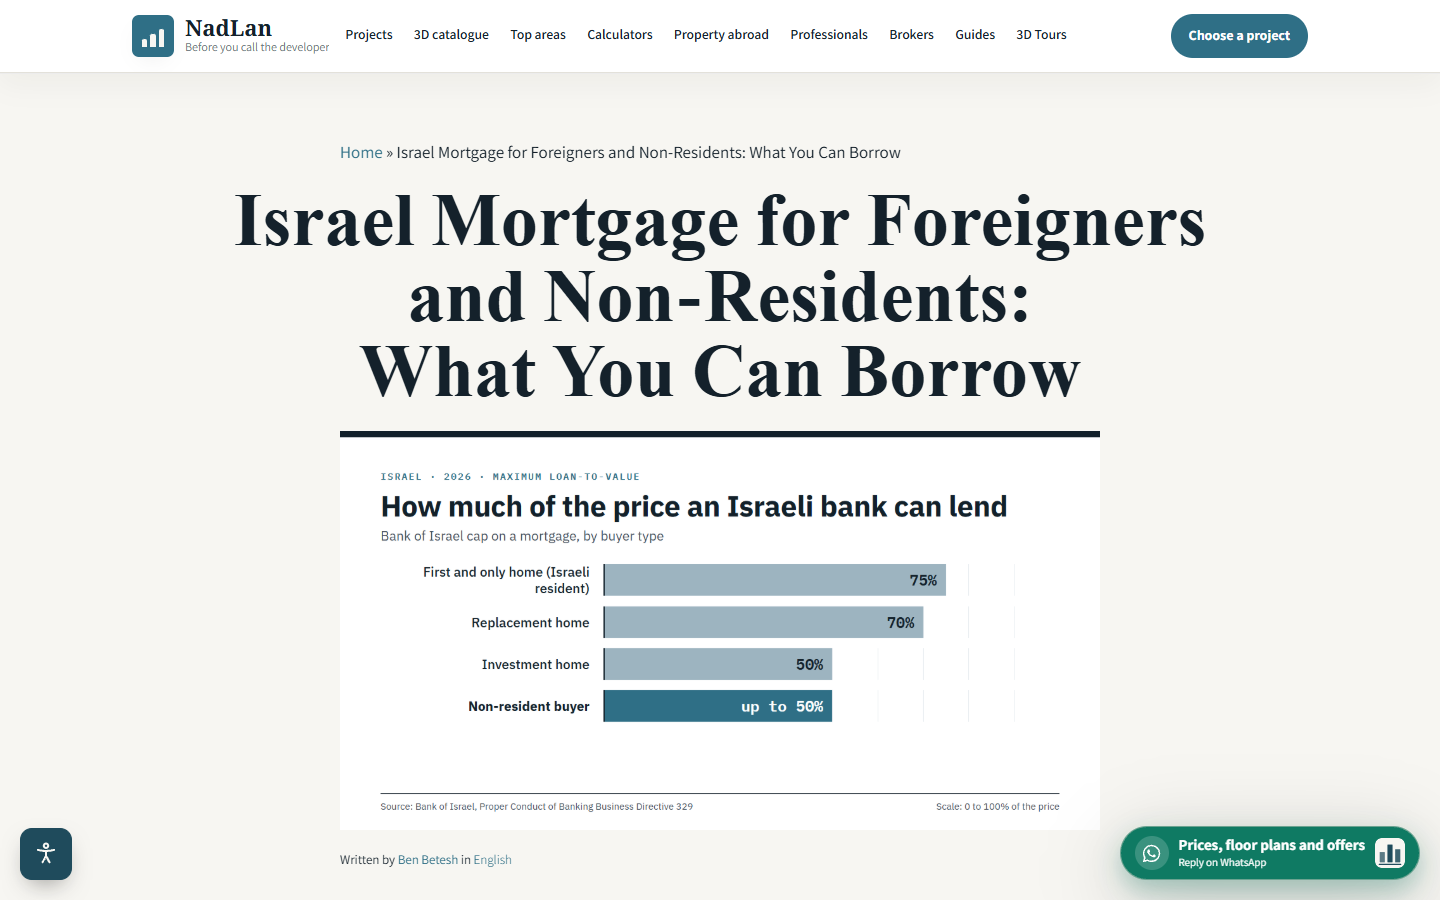 NadLan
Before you call the developer
Projects
3D catalogue
Top areas
Calculators
Property abroad
Professionals
Brokers
Guides
3D Tours
Choose a project
Home » Israel Mortgage for Foreigners and Non-Residents: What You Can Borrow
Israel Mortgage for Foreigners
and Non-Residents:
What You Can Borrow
ISRAEL · 2026 · MAXIMUM LOAN-TO-VALUE
How much of the price an Israeli bank can lend
Bank of Israel cap on a mortgage, by buyer type
First and only home (Israeli
resident)
75%
Replacement home
70%
Investment home
50%
Non-resident buyer
up to 50%
Source: Bank of Israel, Proper Conduct of Banking Business Directive 329
Scale: 0 to 100% of the price
Written by Ben Betesh in English
Prices, floor plans and offers
Reply on WhatsApp